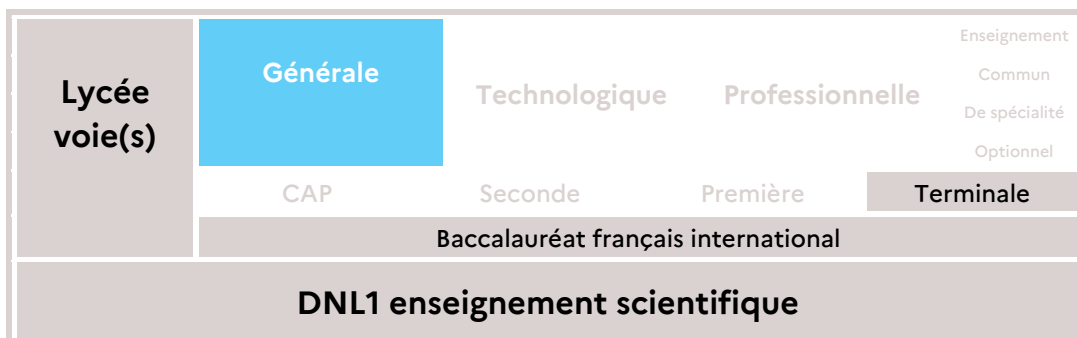 Lycée
voie(s)
Générale
Technologique
Professionnelle
Enseignement
Commun
De spécialité
Optionnel
CAP
Seconde
Première
Terminale
Baccalauréat français international
DNL1 enseignement scientifique